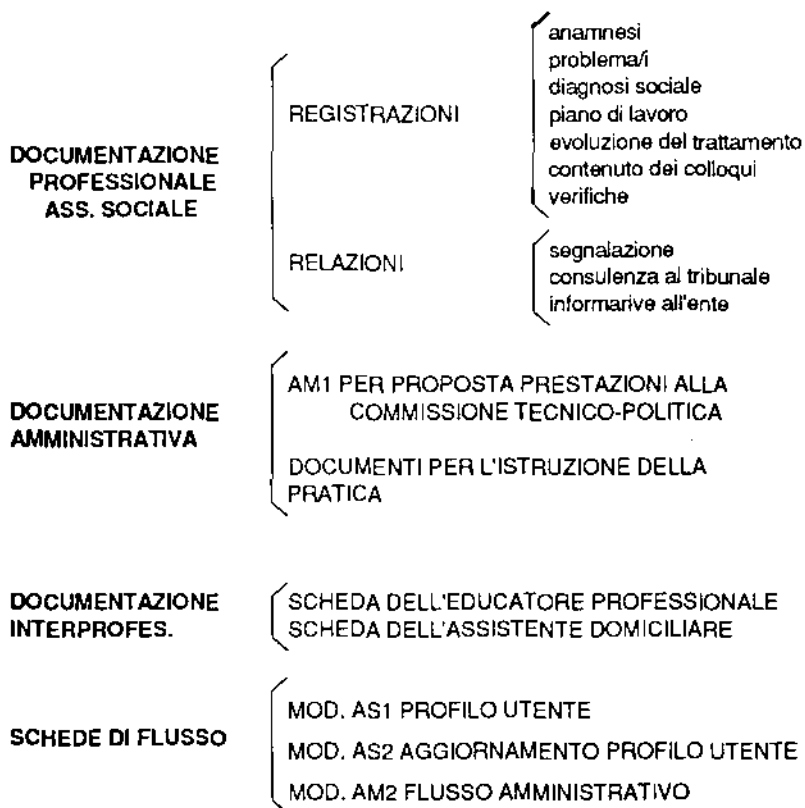 DOCUMENTAZIONE
PROFESSIONALE
ASS. SOCIALE
REGISTRAZIONI
anamnesi
problema/i
diagnosi sociale
piano di lavoro
evoluzione del trattamento
contenuto dei colloqui
verifiche
RELAZIONI
segnalazione
consulenza al tribunale
informarive all'ente
DOCUMENTAZIONE
AMMINISTRATIVA
AM1 PER PROPOSTA PRESTAZIONI ALLA
COMMISSIONE TECNICO-POLITICA
DOCUMENTI PER L'ISTRUZIONE DELLA
PRATICA
DOCUMENTAZIONE
INTERPROFES.
SCHEDA DELL'EDUCATORE PROFESSIONALE
SCHEDA DELL'ASSISTENTE DOMICILIARE
SCHEDE DI FLUSSO
MOD. AS1 PROFILO UTENTE
MOD. AS2 AGGIORNAMENTO PROFILO UTENTE
MOD. AM2 FLUSSO AMMINISTRATIVO